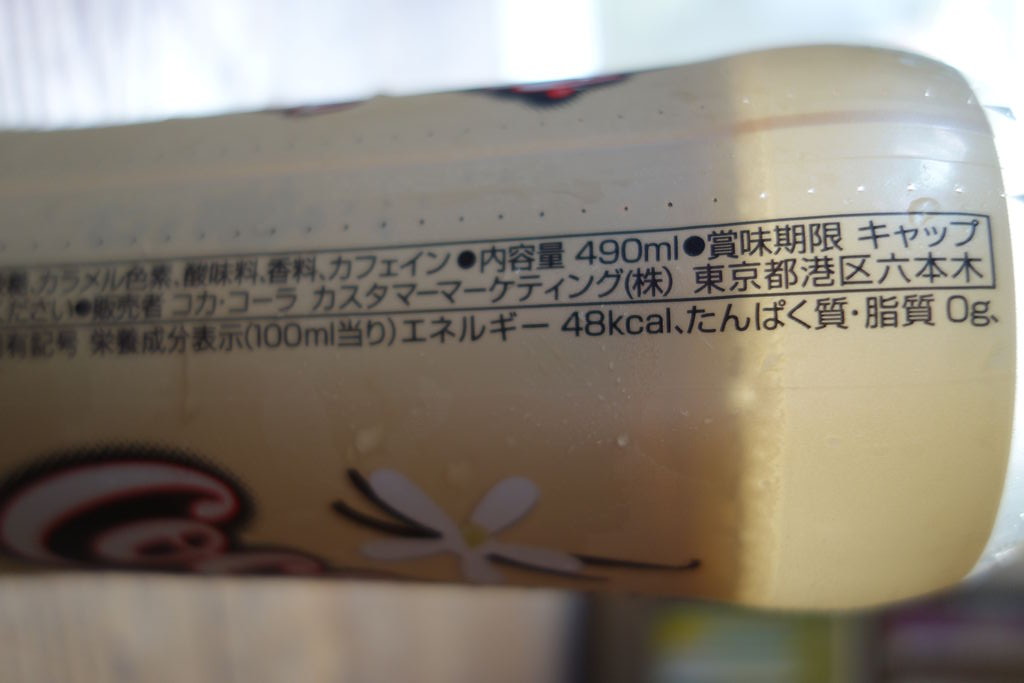 カラメル色素、酸味料、香料、カフェイン●内容量 490ml●賞味期限 キャップ
ください●販売者 コカ·コーラ カスタマーマーケティング(株) 東京都港区六本木
有記号 栄養成分表示(100ml当り)エネルギー 48kcal、たんぱく質·脂質 0g、